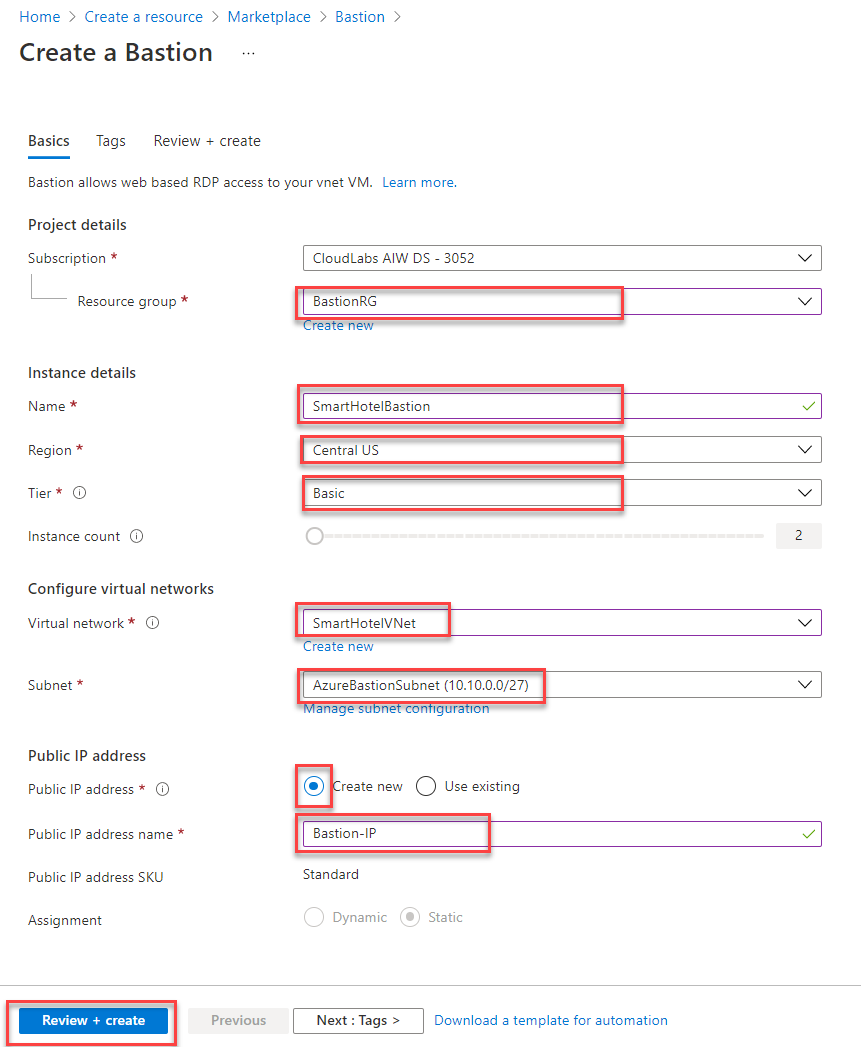 Home > Create a resource > Marketplace > Bastion >
Create a Bastion ...
Basics Tags Review + create
Bastion allows web based RDP access to your vnet VM. Learn more.
Project details
Subscription * CloudLabs AIW DS - 3052
Resource group * BastionRG
Create new
Instance details
Name * SmartHotelBastion
Region * Central US
Tier * Basic
Instance count 2
Configure virtual networks
Virtual network * SmartHotelVNet
Create new
Subnet * AzureBastionSubnet (10.10.0.0/27)
Manage subnet configuration
Public IP address
Public IP address * Create new Use existing
Public IP address name * Bastion-IP
Public IP address SKU Standard
Assignment Dynamic Static
Review + create Previous Next : Tags > Download a template for automation